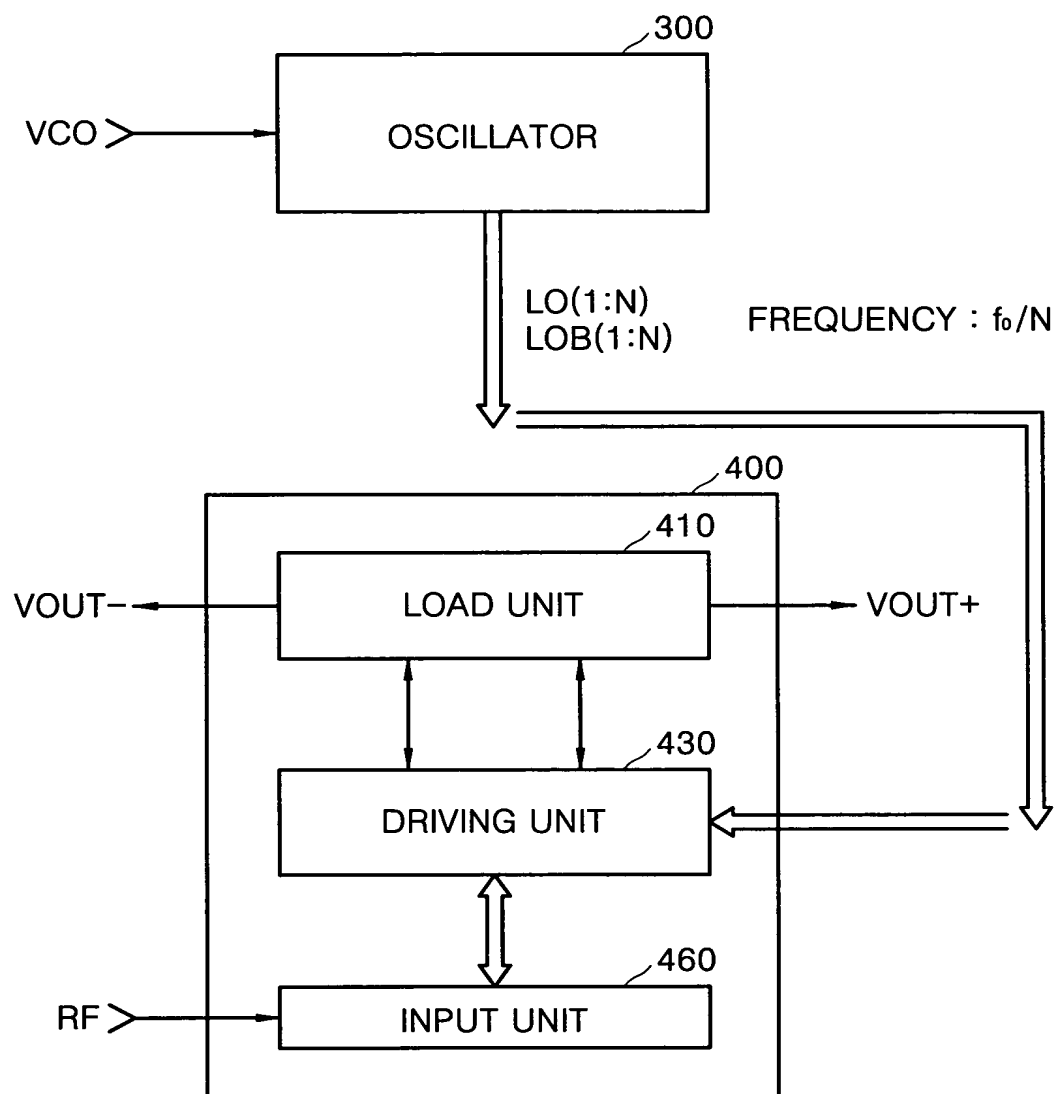 300
VCO
OSCILLATOR
LO(1:N)
LOB(1:N)
FREQUENCY : f₀/N
400
410
VOUT-
LOAD UNIT
VOUT+
430
DRIVING UNIT
460
RF
INPUT UNIT